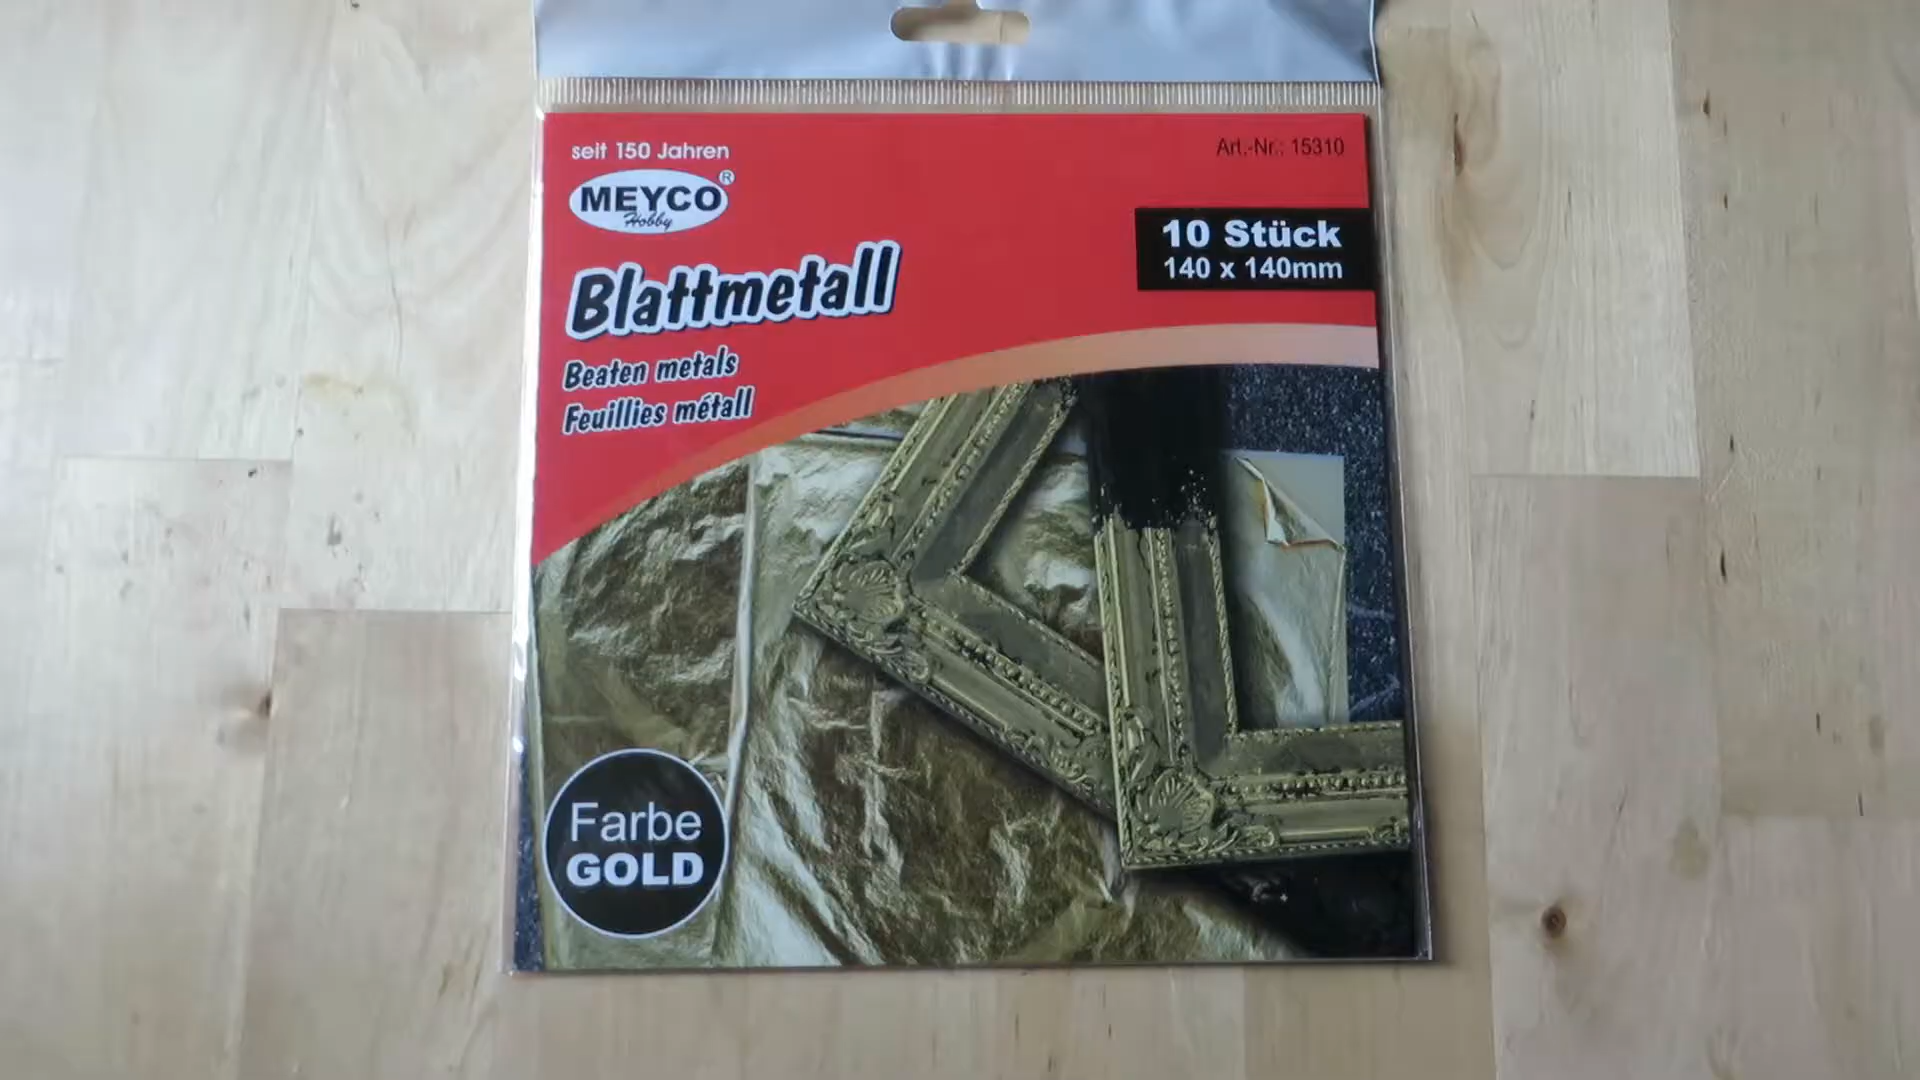 seit 150 Jahren
MEYCO®
Hobby
Art.-Nr.: 15310
10 Stück
140 x 140mm
Blattmetall
Beaten metals
Feuillies métall
Farbe
GOLD